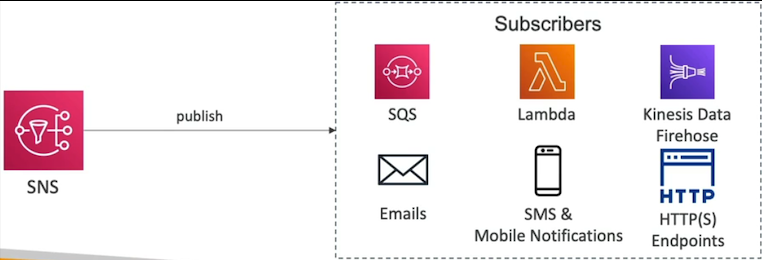 Subscribers
SQS
Lambda
Kinesis Data
Firehose
publish
SNS
Emails
SMS &
Mobile Notifications
HTTP
HTTP(S)
Endpoints